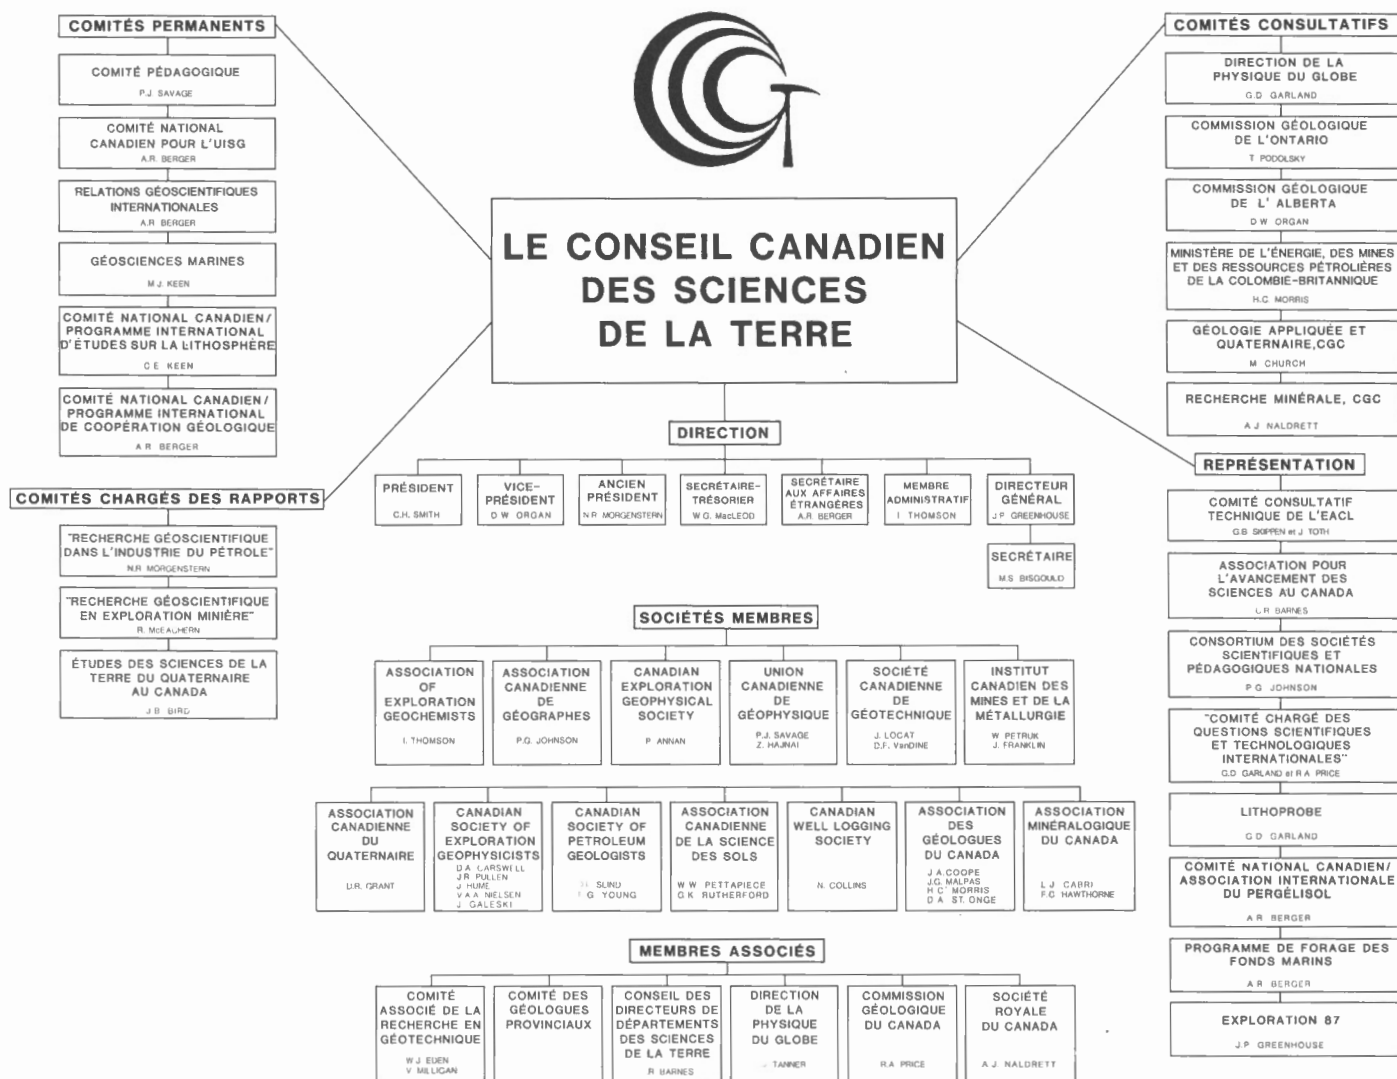 COMITÉS PERMANENTS
COMITÉ PÉDAGOGIQUE
P.J. SAVAGE
COMITÉ NATIONAL
CANADIEN POUR L'UISG
A.R. BERGER
RELATIONS GÉOSCIENTIFIQUES
INTERNATIONALES
A.R BERGER
GÉOSCIENCES MARINES
M.J. KEEN
COMITÉ NATIONAL CANADIEN/
PROGRAMME INTERNATIONAL
D'ÉTUDES SUR LA LITHOSPHÈRE
C.E. KEEN
COMITÉ NATIONAL CANADIEN/
PROGRAMME INTERNATIONAL
DE COOPÉRATION GÉOLOGIQUE
A R BERGER
COMITÉS CHARGÉS DES RAPPORTS
"RECHERCHE GÉOSCIENTIFIQUE
DANS L'INDUSTRIE DU PÉTROLE"
N.R MORGENSTERN
"RECHERCHE GÉOSCIENTIFIQUE
EN EXPLORATION MINIÈRE"
R. McEACHERN
ÉTUDES DES SCIENCES DE LA
TERRE DU QUATERNAIRE
AU CANADA
J.B BIRD
LE CONSEIL CANADIEN
DES SCIENCES
DE LA TERRE
DIRECTION
PRÉSIDENT
C.H. SMITH
VICE-
PRÉSIDENT
D.W. ORGAN
ANCIEN
PRÉSIDENT
N.R MORGENSTERN
SECRÉTAIRE-
TRÉSORIER
W.G. MacLEOD
SECRÉTAIRE
AUX AFFAIRES
ÉTRANGÈRES
A.R. BERGER
MEMBRE
ADMINISTRATIF
I THOMSON
DIRECTEUR
GÉNÉRAL
J.P GREENHOUSE
SECRÉTAIRE
M.S BISGOULD
SOCIÉTÉS MEMBRES
ASSOCIATION
OF
EXPLORATION
GEOCHEMISTS
I. THOMSON
ASSOCIATION
CANADIENNE
DE
GÉOGRAPHES
P.G. JOHNSON
CANADIAN
EXPLORATION
GEOPHYSICAL
SOCIETY
P ANNAN
UNION
CANADIENNE
DE
GÉOPHYSIQUE
P.J. SAVAGE
Z. HAJNAI
SOCIÉTÉ
CANADIENNE
DE
GÉOTECHNIQUE
J. LOCAT
D.F. VanDINE
INSTITUT
CANADIEN DES
MINES ET DE LA
MÉTALLURGIE
W PETRUK
J. FRANKLIN
ASSOCIATION
CANADIENNE
DU
QUATERNAIRE
D.R. GRANT
CANADIAN
SOCIETY OF
EXPLORATION
GEOPHYSICISTS
D A CARSWELL
J R PULLEN
J HUME
V A A NIELSEN
J GALESKI
CANADIAN
SOCIETY OF
PETROLEUM
GEOLOGISTS
SLIND
G YOUNG
ASSOCIATION
CANADIENNE
DE LA SCIENCE
DES SOLS
W W PETTAPIECE
G K RUTHERFORD
CANADIAN
WELL LOGGING
SOCIETY
N. COLLINS
ASSOCIATION
DES
GÉOLOGUES
DU CANADA
J A.COOPE
J.G. MALPAS
H C MORRIS
D A ST. ONGE
ASSOCIATION
MINÉRALOGIQUE
DU CANADA
L J CABRI
F.C HAWTHORNE
MEMBRES ASSOCIÉS
COMITÉ
ASSOCIÉ DE LA
RECHERCHE EN
GÉOTECHNIQUE
W J EDEN
V MILLIGAN
COMITÉ DES
GÉOLOGUES
PROVINCIAUX
CONSEIL DES
DIRECTEURS DE
DÉPARTEMENTS
DES SCIENCES
DE LA TERRE
R BARNES
DIRECTION
DE LA
PHYSIQUE
DU GLOBE
TANNER
COMMISSION
GÉOLOGIQUE
DU CANADA
R.A PRICE
SOCIÉTÉ
ROYALE
DU CANADA
A.J. NALDRETT
COMITÉS CONSULTATIFS
DIRECTION DE LA
PHYSIQUE DU GLOBE
G.D GARLAND
COMMISSION GÉOLOGIQUE
DE L'ONTARIO
T PODOLSKY
COMMISSION GÉOLOGIQUE
DE L' ALBERTA
D W ORGAN
MINISTÈRE DE L'ÉNERGIE, DES MINES
ET DES RESSOURCES PÉTROLIÈRES
DE LA COLOMBIE-BRITANNIQUE
H.C. MORRIS
GÉOLOGIE APPLIQUÉE ET
QUATERNAIRE,CGC
M CHURCH
RECHERCHE MINÉRALE, CGC
A J NALDRETT
REPRÉSENTATION
COMITÉ CONSULTATIF
TECHNIQUE DE L'EACL
G.B SKIPPEN et J TOTH
ASSOCIATION POUR
L'AVANCEMENT DES
SCIENCES AU CANADA
C R BARNES
CONSORTIUM DES SOCIÉTÉS
SCIENTIFIQUES ET
PÉDAGOGIQUES NATIONALES
P G JOHNSON
"COMITÉ CHARGÉ DES
QUESTIONS SCIENTIFIQUES
ET TECHNOLOGIQUES
INTERNATIONALES"
G.D GARLAND et R A PRICE
LITHOPROBE
G D GARLAND
COMITÉ NATIONAL CANADIEN/
ASSOCIATION INTERNATIONALE
DU PERGÉLISOL
A R BERGER
PROGRAMME DE FORAGE DES
FONDS MARINS
A R BERGER
EXPLORATION 87
J.P GREENHOUSE